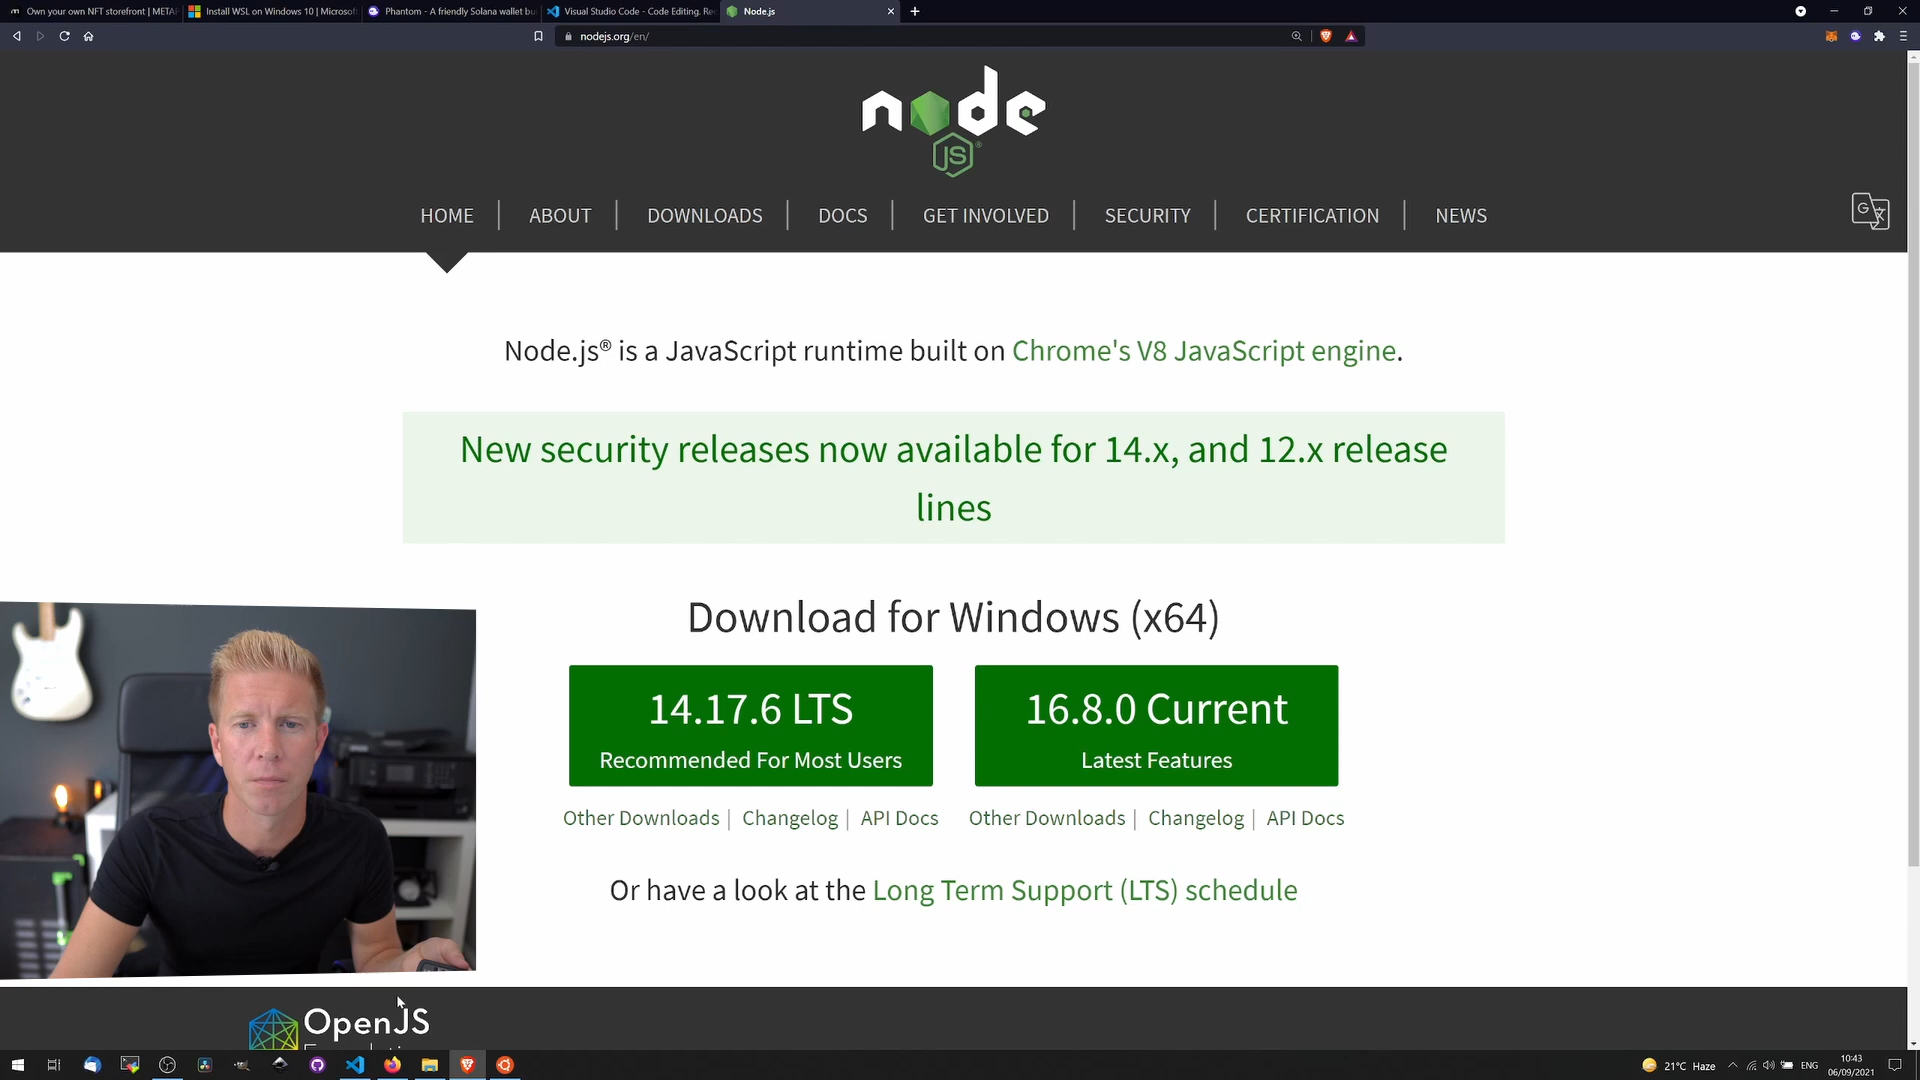 Own your own NFT storefront | META
Install WSL on Windows 10 | Microsof
Phantom - A friendly Solana wallet bu
Visual Studio Code - Code Editing. Re
Node.js
nodejs.org/en/
node
JS
HOME
ABOUT
DOWNLOADS
DOCS
GET INVOLVED
SECURITY
CERTIFICATION
NEWS
Node.js® is a JavaScript runtime built on Chrome's V8 JavaScript engine.
New security releases now available for 14.x, and 12.x release
lines
Download for Windows (x64)
14.17.6 LTS
Recommended For Most Users
16.8.0 Current
Latest Features
Other Downloads | Changelog | API Docs
Other Downloads | Changelog | API Docs
Or have a look at the Long Term Support (LTS) schedule
OpenJS
21°C Haze
ENG
10:43
06/09/2021